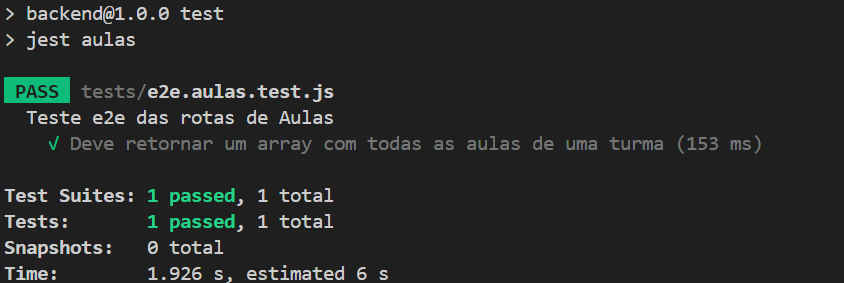 > backend@1.0.0 test
> jest aulas
PASS tests/e2e.aulas.test.js
Teste e2e das rotas de Aulas
√ Deve retornar um array com todas as aulas de uma turma (153 ms)
Test Suites: 1 passed, 1 total
Tests: 1 passed, 1 total
Snapshots: 0 total
Time: 1.926 s, estimated 6 s